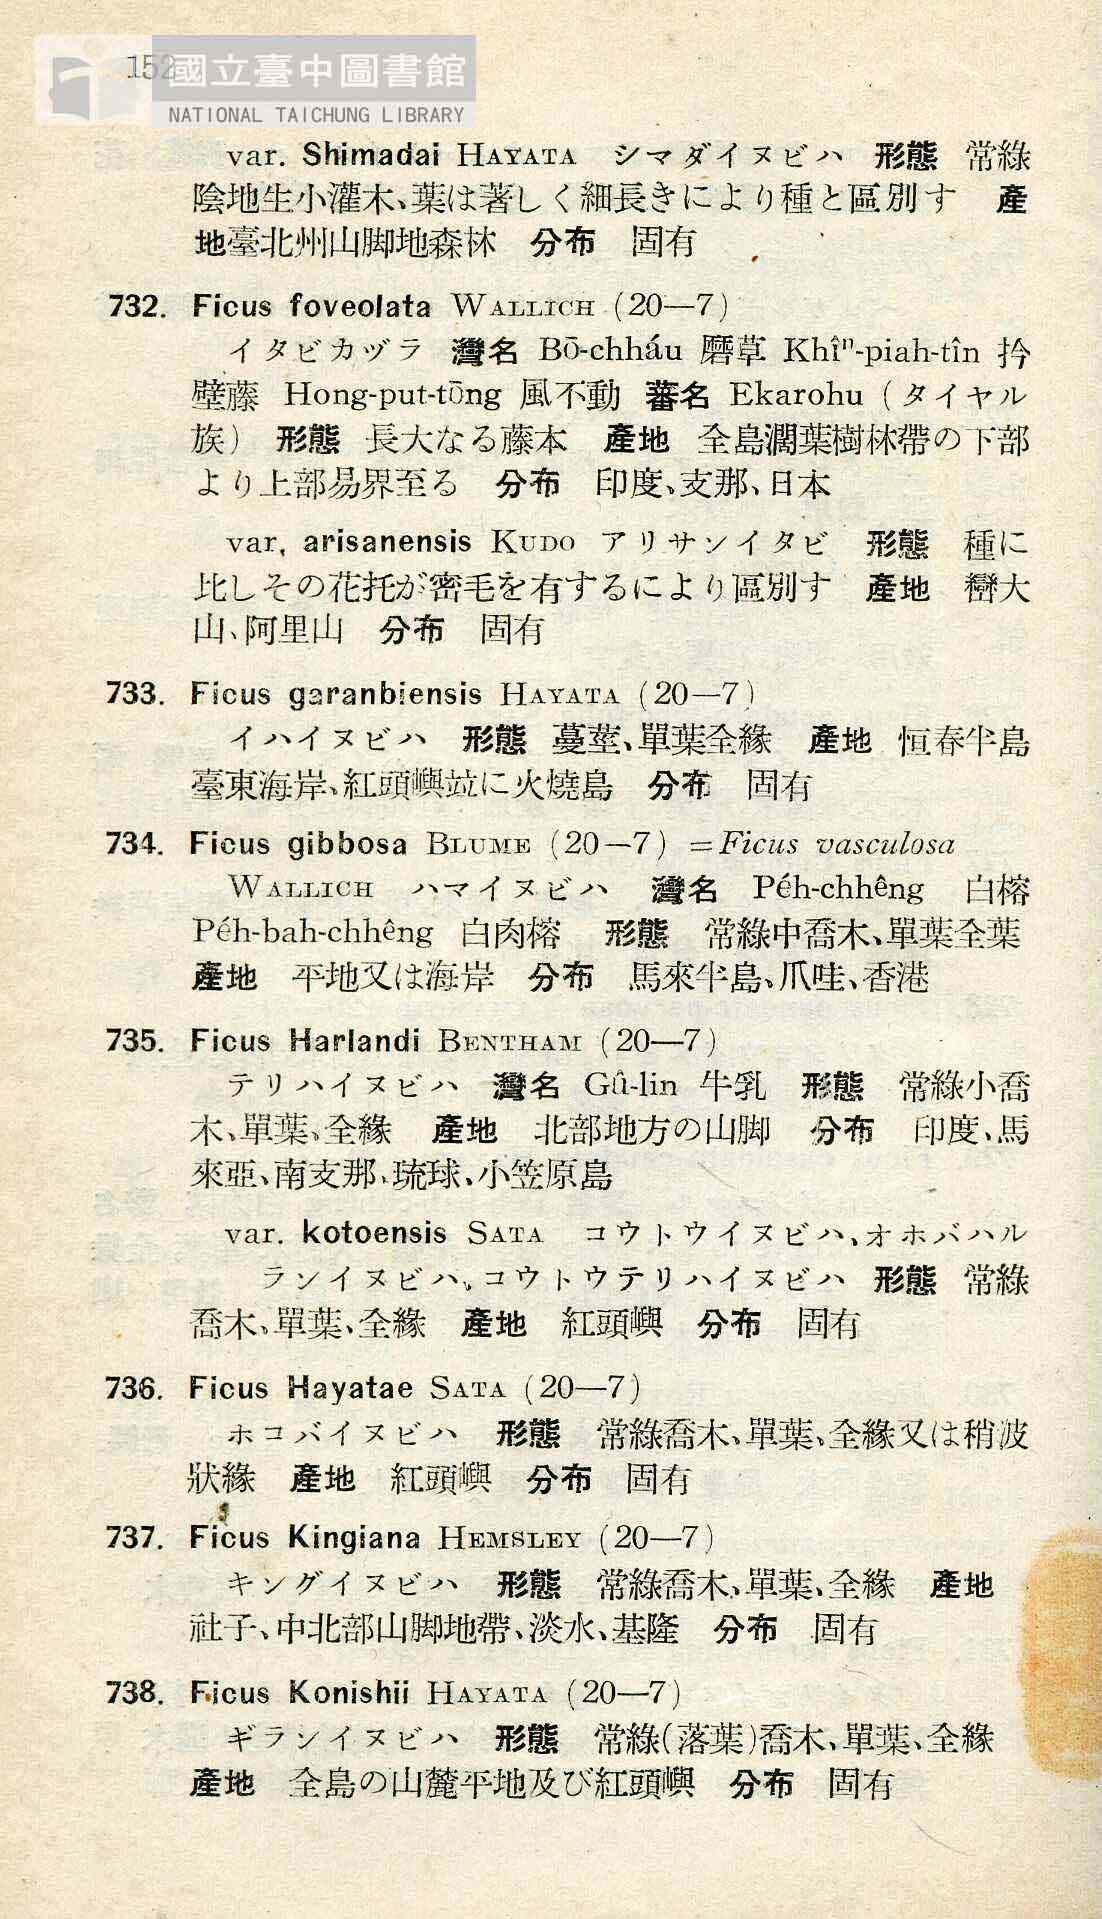 152
國立臺中圖書館
NATIONAL TAICHUNG LIBRARY
var. Shimadai HAYATA シマダイヌビハ 形態 常綠
陰地生小灌木、葉は著しく細長きにより種と區別す 產
地臺北州山脚地森林 分布 固有
732. Ficus foveolata WALLICH (20—7)
イタビカヅラ 灣名 Bō-chháu 磨草 Khîⁿ-piah-tîn 扲
壁藤 Hong-put-tōng 風不動 蕃名 Ekarohu (タイヤル
族) 形態 長大なる藤本 產地 全島濶葉樹林帶の下部
より上部易界至る 分布 印度、支那、日本
var. arisanensis KUDO アリサンイタビ 形態 種に
比しその花托が密毛を有するにより區別す 產地 巒大
山、阿里山 分布 固有
733. Ficus garanbiensis HAYATA (20—7)
イハイヌビハ 形態 蔓莖、單葉全緣 產地 恒春半島
臺東海岸、紅頭嶼竝に火燒島 分布 固有
734. Ficus gibbosa BLUME (20—7) =Ficus vasculosa
WALLICH ハマイヌビハ 灣名 Péh-chhêng 白榕
Péh-bah-chhêng 白肉榕 形態 常綠中喬木、單葉全葉
產地 平地又は海岸 分布 馬來半島、爪哇、香港
735. Ficus Harlandi BENTHAM (20—7)
テリハイヌビハ 灣名 Gû-lin 牛乳 形態 常綠小喬
木、單葉、全緣 產地 北部地方の山脚 分布 印度、馬
來亞、南支那、琉球、小笠原島
var. kotoensis SATA コウトウイヌビハ、オホバハル
ランイヌビハ、コウトウテリハイヌビハ 形態 常綠
喬木、單葉、全緣 產地 紅頭嶼 分布 固有
736. Ficus Hayatae SATA (20—7)
ホコバイヌビハ 形態 常綠喬木、單葉、全緣又は稍波
狀緣 產地 紅頭嶼 分布 固有
737. Ficus Kingiana HEMSLEY (20—7)
キングイヌビハ 形態 常綠喬木、單葉、全緣 產地
社子、中北部山脚地帶、淡水、基隆 分布 固有
738. Ficus Konishii HAYATA (20—7)
ギランイヌビハ 形態 常綠(落葉)喬木、單葉、全緣
產地 全島の山麓平地及び紅頭嶼 分布 固有